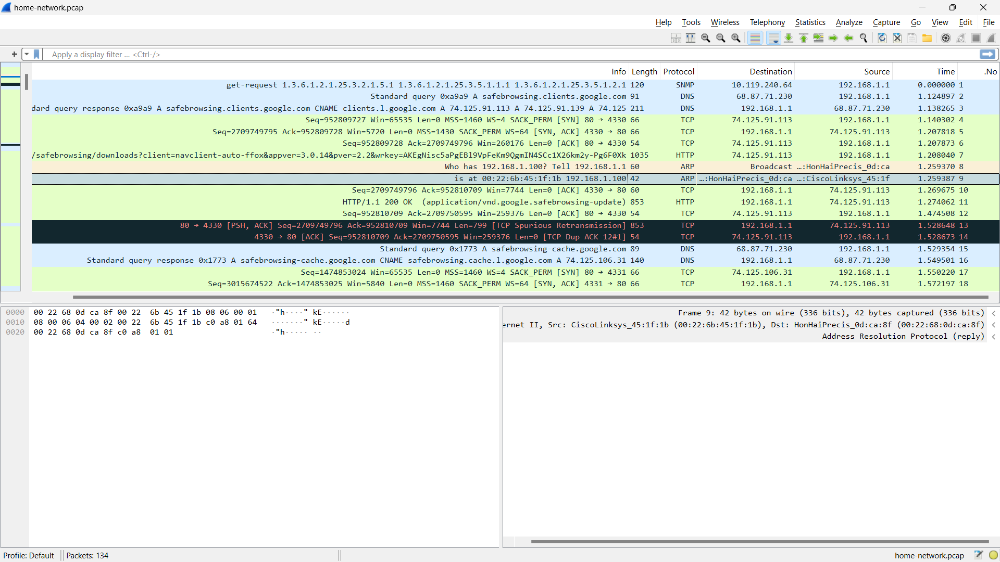 home-network.pcap
Help Tools Wireless Telephony Statistics Analyze Capture Go View Edit File
Apply a display filter ... <Ctrl-/>
Info Length Protocol Destination Source Time .No
get-request 1.3.6.1.2.1.25.3.2.1.5.1 1.3.6.1.2.1.25.3.5.1.1.1 1.3.6.1.2.1.25.3.5.1.2.1 120 SNMP 10.119.240.64 192.168.1.1 0.000000 1
Standard query 0xa9a9 A safebrowsing.clients.google.com 91 DNS 68.87.71.230 192.168.1.1 1.124897 2
dard query response 0xa9a9 A safebrowsing.clients.google.com CNAME clients.l.google.com A 74.125.91.113 A 74.125.91.139 A 74.125 211 DNS 192.168.1.1 68.87.71.230 1.138265 3
Seq=952809727 Win=65535 Len=0 MSS=1460 WS=4 SACK_PERM [SYN] 80 → 4330 66 TCP 74.125.91.113 192.168.1.1 1.140302 4
Seq=2709749795 Ack=952809728 Win=5720 Len=0 MSS=1430 SACK_PERM WS=64 [SYN, ACK] 4330 → 80 66 TCP 192.168.1.1 74.125.91.113 1.207818 5
Seq=952809728 Ack=2709749796 Win=260176 Len=0 [ACK] 80 → 4330 54 TCP 74.125.91.113 192.168.1.1 1.207873 6
/safebrowsing/downloads?client=navclient-auto-ffox&appver=3.0.14&pver=2.2&wrkey=AKEgNisc5aPgEBl9VpFeKm9QgmIN4SCc1X26km2y-Pg6F0Xk 1035 HTTP 74.125.91.113 192.168.1.1 1.208040 7
Who has 192.168.1.100? Tell 192.168.1.1 60 ARP Broadcast ...:HonHaiPrecis_0d:ca 1.259370 8
is at 00:22:6b:45:1f:1b 192.168.1.100 42 ARP ...:HonHaiPrecis_0d:ca ...:CiscoLinksys_45:1f 1.259387 9
Seq=2709749796 Ack=952810709 Win=7744 Len=0 [ACK] 4330 → 80 60 TCP 192.168.1.1 74.125.91.113 1.269675 10
HTTP/1.1 200 OK (application/vnd.google.safebrowsing-update) 853 HTTP 192.168.1.1 74.125.91.113 1.274062 11
Seq=952810709 Ack=2709750595 Win=259376 Len=0 [ACK] 80 → 4330 54 TCP 74.125.91.113 192.168.1.1 1.474508 12
80 → 4330 [PSH, ACK] Seq=2709749796 Ack=952810709 Win=7744 Len=799 [TCP Spurious Retransmission] 853 TCP 192.168.1.1 74.125.91.113 1.528648 13
4330 → 80 [ACK] Seq=952810709 Ack=2709750595 Win=259376 Len=0 [TCP Dup ACK 12#1] 54 TCP 74.125.91.113 192.168.1.1 1.528673 14
Standard query 0x1773 A safebrowsing-cache.google.com 89 DNS 68.87.71.230 192.168.1.1 1.529354 15
Standard query response 0x1773 A safebrowsing-cache.google.com CNAME safebrowsing.cache.l.google.com A 74.125.106.31 140 DNS 192.168.1.1 68.87.71.230 1.549501 16
Seq=1474853024 Win=65535 Len=0 MSS=1460 WS=4 SACK_PERM [SYN] 80 → 4331 66 TCP 74.125.106.31 192.168.1.1 1.550220 17
Seq=3015674522 Ack=1474853025 Win=5840 Len=0 MSS=1460 SACK_PERM WS=64 [SYN, ACK] 4331 → 80 66 TCP 192.168.1.1 74.125.106.31 1.572197 18
0000 00 22 68 0d ca 8f 00 22 6b 45 1f 1b 08 06 00 01 ·"h····" kE······
0010 08 00 06 04 00 02 00 22 6b 45 1f 1b c0 a8 01 64 ·······" kE·····d
0020 00 22 68 0d ca 8f c0 a8 01 01 ·"h····· ··
Frame 9: 42 bytes on wire (336 bits), 42 bytes captured (336 bits)
ernet II, Src: CiscoLinksys_45:1f:1b (00:22:6b:45:1f:1b), Dst: HonHaiPrecis_0d:ca:8f (00:22:68:0d:ca:8f)
Address Resolution Protocol (reply)
Profile: Default Packets: 134 home-network.pcap